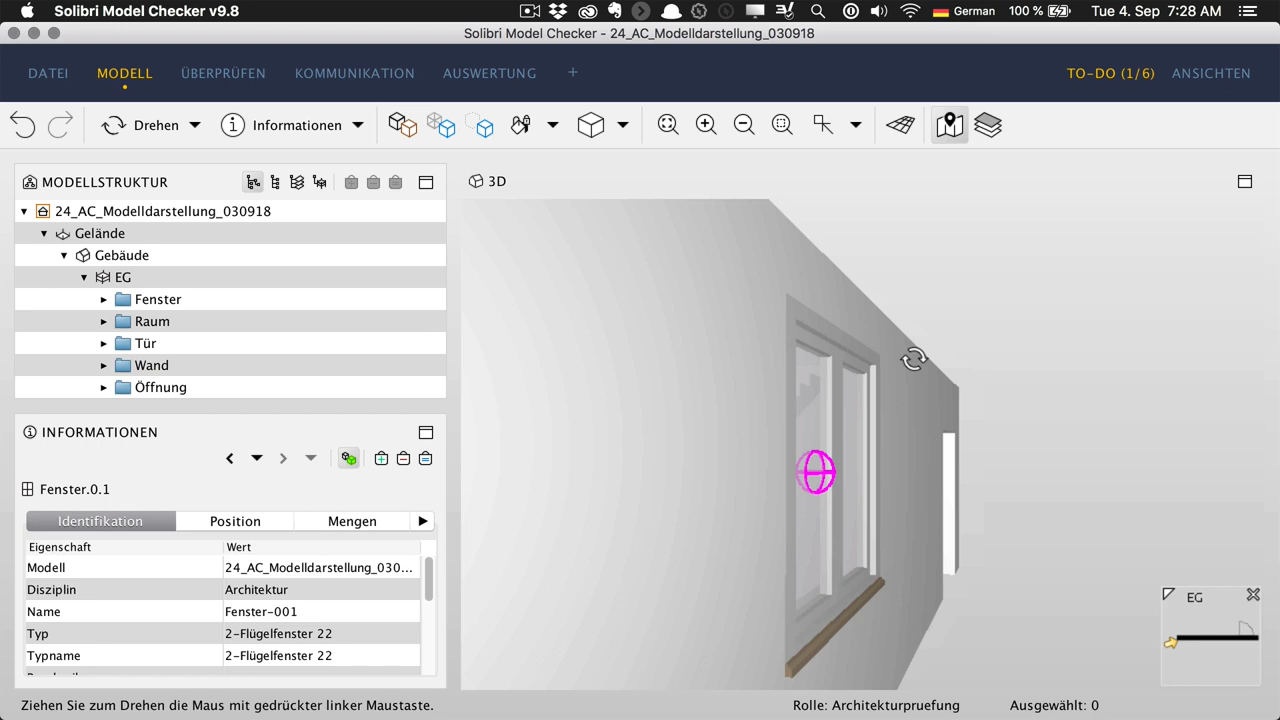 Solibri Model Checker v9.8
German
100 %
Tue 4. Sep 7:28 AM
Solibri Model Checker - 24_AC_Modelldarstellung_030918
DATEI
MODELL
ÜBERPRÜFEN
KOMMUNIKATION
AUSWERTUNG
+
TO-DO (1/6)
ANSICHTEN
Drehen
Informationen
MODELLSTRUKTUR
3D
24_AC_Modelldarstellung_030918
Gelände
Gebäude
EG
Fenster
Raum
Tür
Wand
Öffnung
INFORMATIONEN
Fenster.0.1
Identifikation
Position
Mengen
Eigenschaft
Wert
Modell
24_AC_Modelldarstellung_030...
Disziplin
Architektur
Name
Fenster-001
Typ
2-Flügelfenster 22
Typname
2-Flügelfenster 22
EG
Ziehen Sie zum Drehen die Maus mit gedrückter linker Maustaste.
Rolle: Architekturpruefung
Ausgewählt: 0